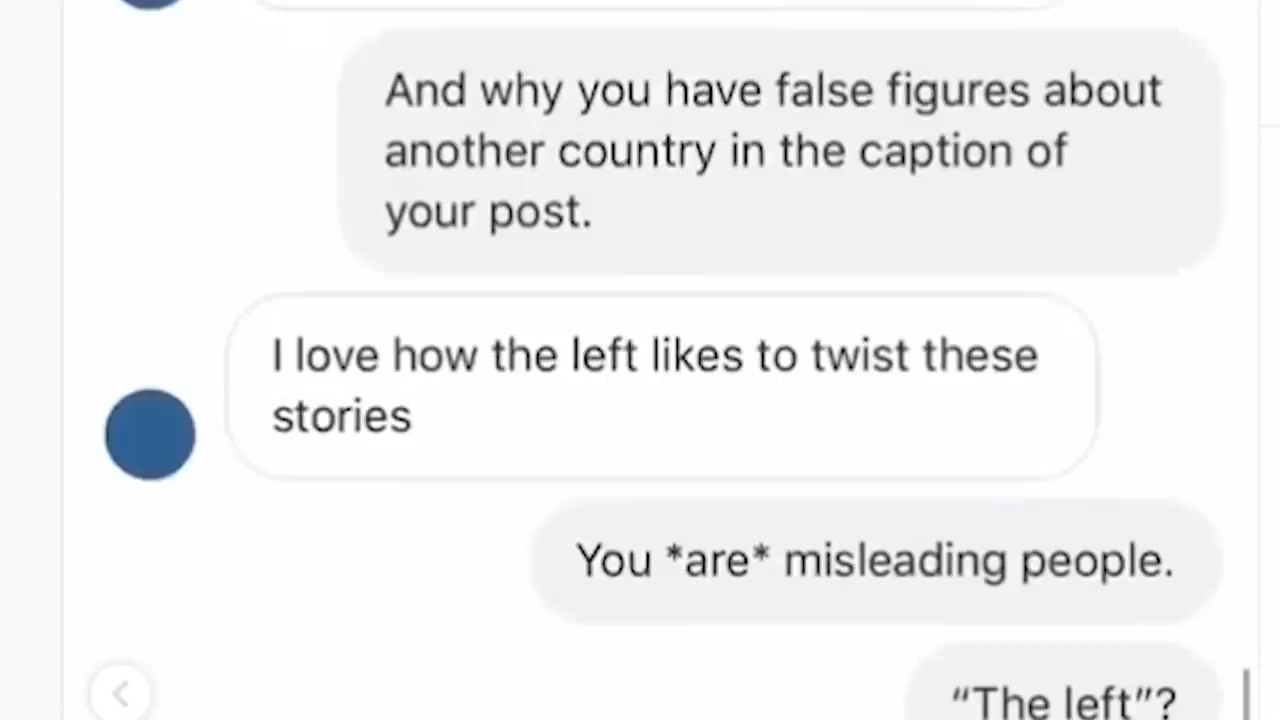 And why you have false figures about
another country in the caption of
your post.
I love how the left likes to twist these
stories
You *are* misleading people.
“The left”?